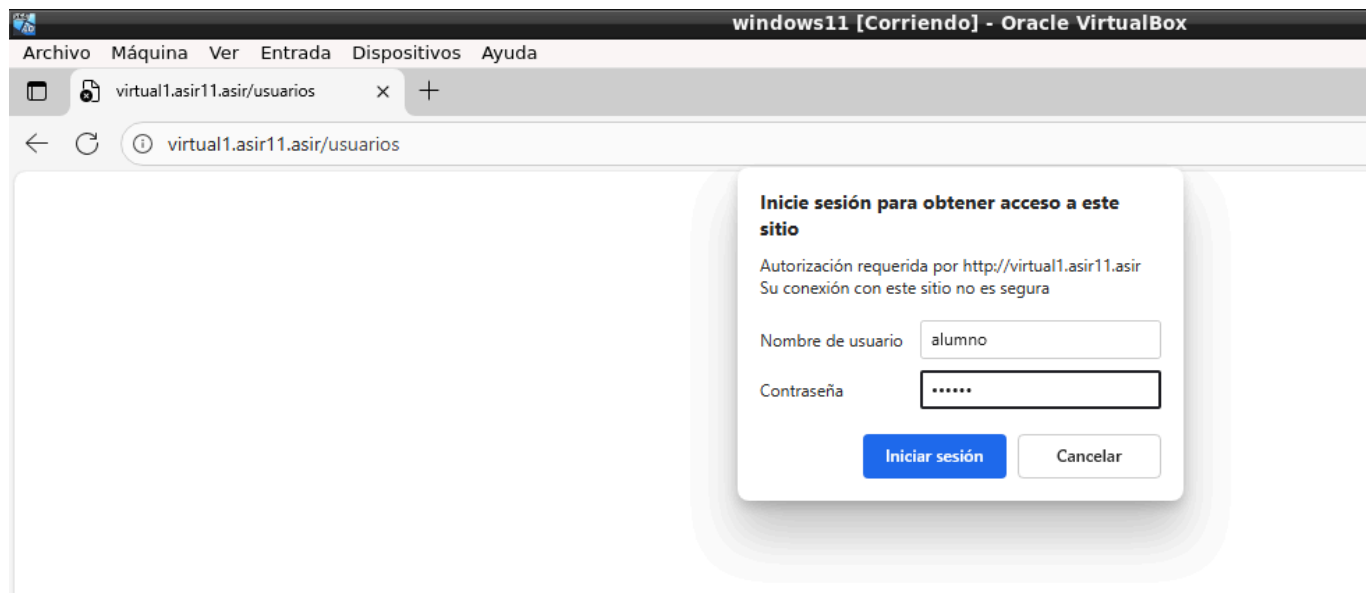 windows11 [Corriendo] - Oracle VirtualBox
Archivo Máquina Ver Entrada Dispositivos Ayuda
virtual1.asir11.asir/usuarios
virtual1.asir11.asir/usuarios
Inicie sesión para obtener acceso a este
sitio
Autorización requerida por http://virtual1.asir11.asir
Su conexión con este sitio no es segura
Nombre de usuario alumno
Contraseña ••••••
Iniciar sesión Cancelar